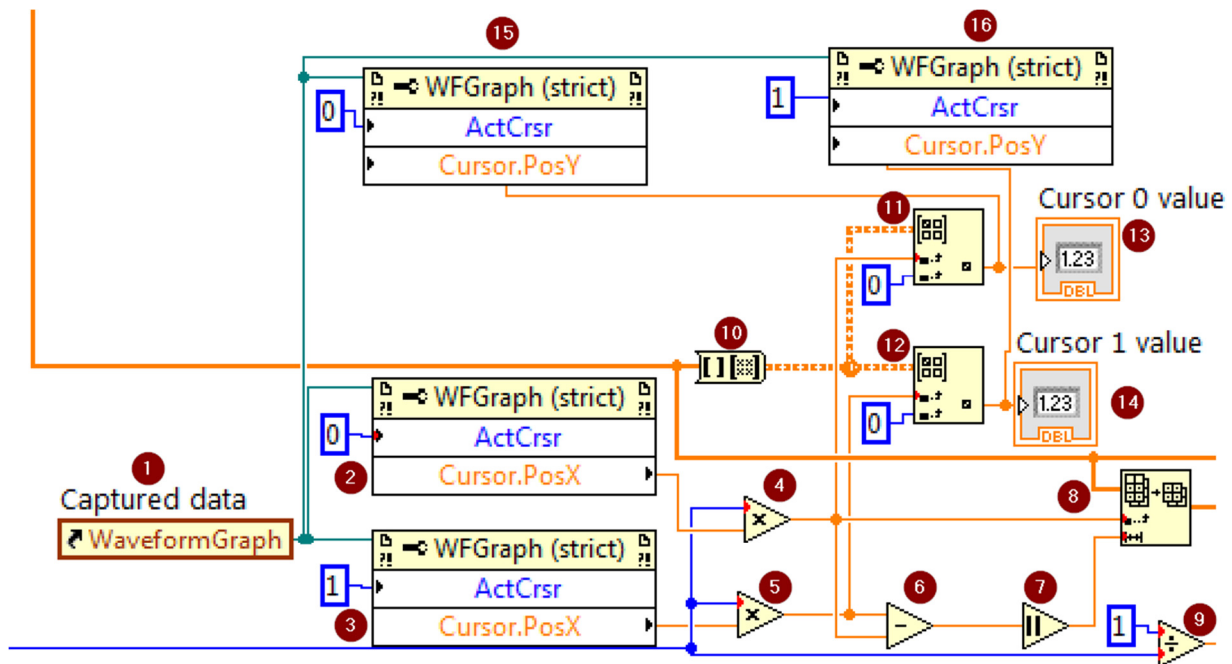 15
16
WFGraph (strict)
WFGraph (strict)
0
ActCrsr
1
ActCrsr
Cursor.PosY
Cursor.PosY
11
Cursor 0 value
13
1.23
DBL
0
10
12
Cursor 1 value
WFGraph (strict)
1.23
14
DBL
0
0
ActCrsr
1
2
Cursor.PosX
4
8
Captured data
x
WaveformGraph
WFGraph (strict)
1
ActCrsr
5
6
7
3
Cursor.PosX
x
-
1
9
÷